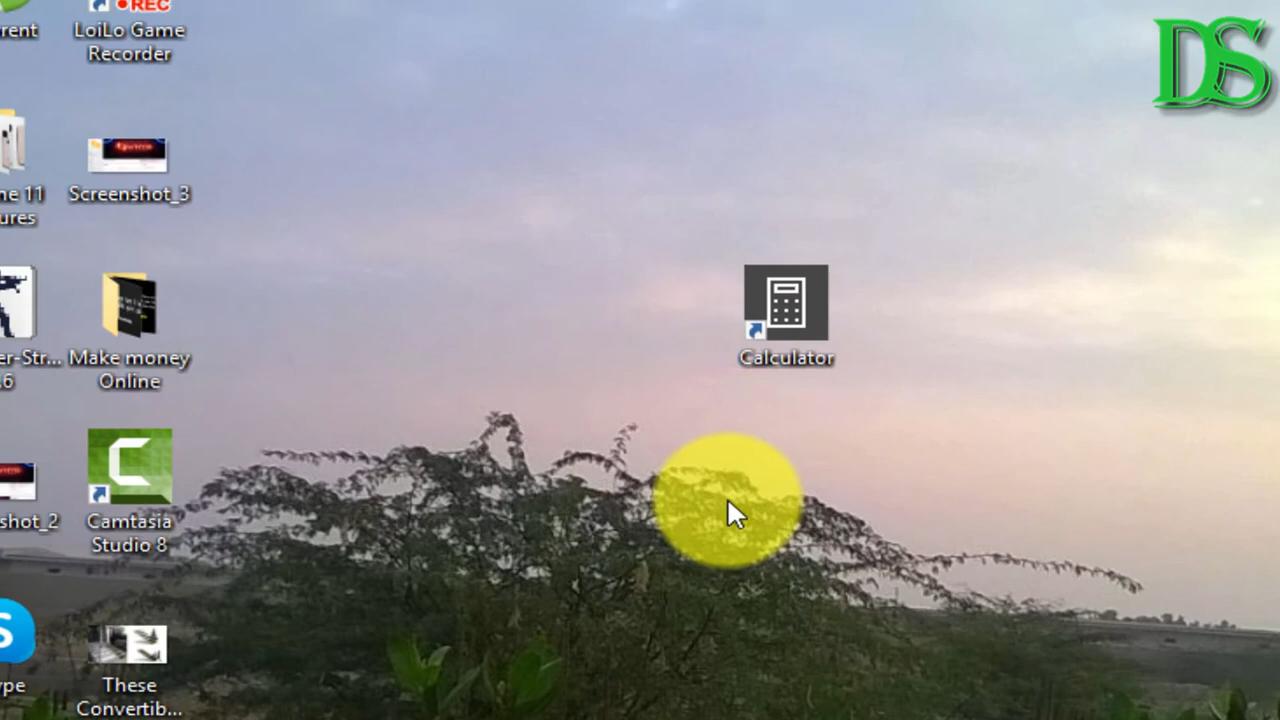 rent
LoiLo Game
Recorder
REC
DS
ne 11
ures
Screenshot_3
er-Str...
.6
Make money
Online
Calculator
shot_2
Camtasia
Studio 8
S
ype
These
Convertib...